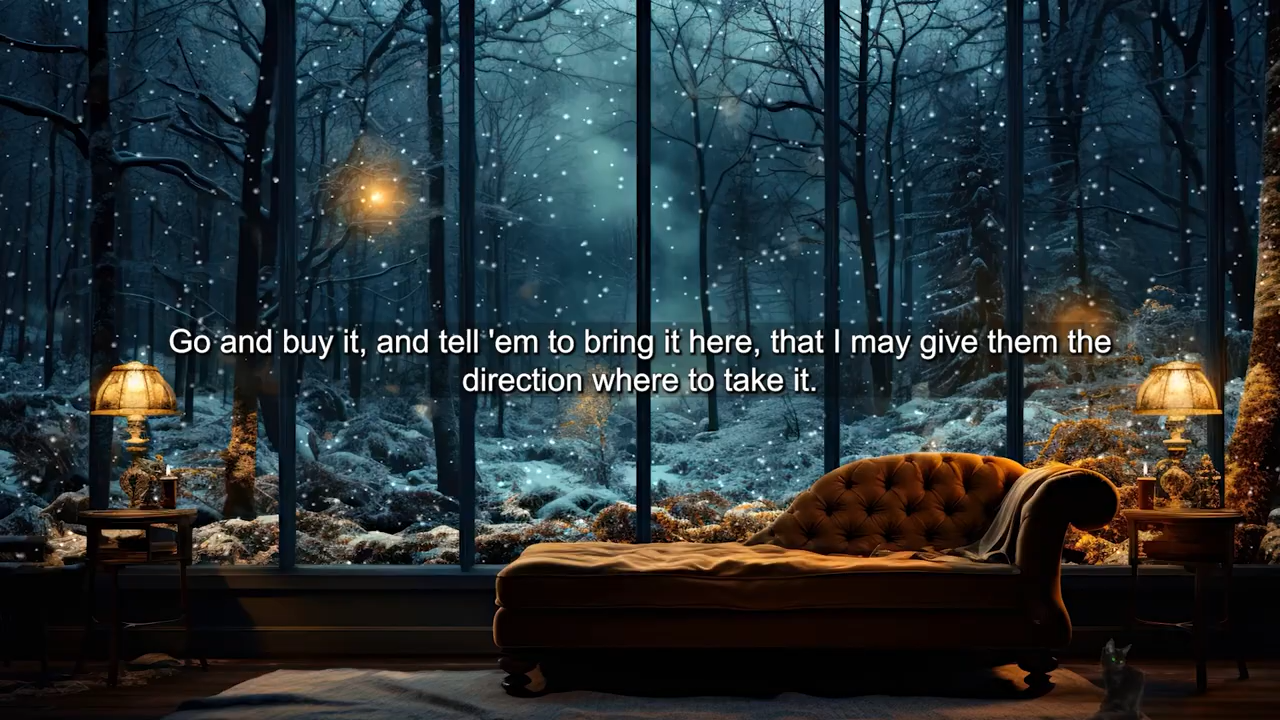 Go and buy it, and tell 'em to bring it here, that I may give them the
direction where to take it.